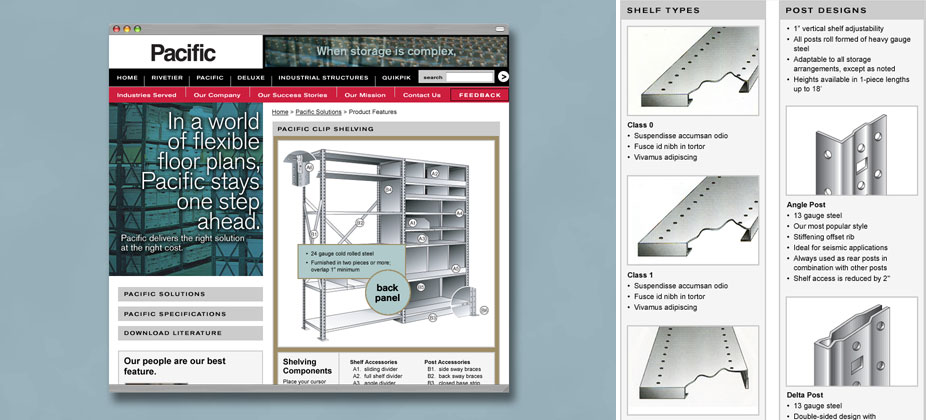 Pacific
When storage is complex,
HOME RIVETIER PACIFIC DELUXE INDUSTRIAL STRUCTURES QUIKPIK search
Industries Served Our Company Our Success Stories Our Mission Contact Us FEEDBACK
In a world
of flexible
floor plans,
Pacific stays
one step
ahead.
Pacific delivers the right solution
at the right cost.
PACIFIC SOLUTIONS
PACIFIC SPECIFICATIONS
DOWNLOAD LITERATURE
Our people are our best
feature.
Home » Pacific Solutions » Product Features
PACIFIC CLIP SHELVING
• 24 gauge cold rolled steel
• Furnished in two pieces or more;
overlap 1" minimum
back
panel
Shelving
Components
Place your cursor
Shelf Accessories
A1. sliding divider
A2. full shelf divider
A3. angle divider
Post Accessories
B1. side sway braces
B2. back sway braces
B3. closed base strip
SHELF TYPES
Class 0
• Suspendisse accumsan odio
• Fusce id nibh in tortor
• Vivamus adipiscing
Class 1
• Suspendisse accumsan odio
• Fusce id nibh in tortor
• Vivamus adipiscing
POST DESIGNS
• 1” vertical shelf adjustability
• All posts roll formed of heavy gauge
steel
• Adaptable to all storage
arrangements, except as noted
• Heights available in 1-piece lengths
up to 18’
Angle Post
• 13 gauge steel
• Our most popular style
• Stiffening offset rib
• Ideal for seismic applications
• Always used as rear posts in
combination with other posts
• Shelf access is reduced by 2”
Delta Post
• 13 gauge steel
• Double-sided design with